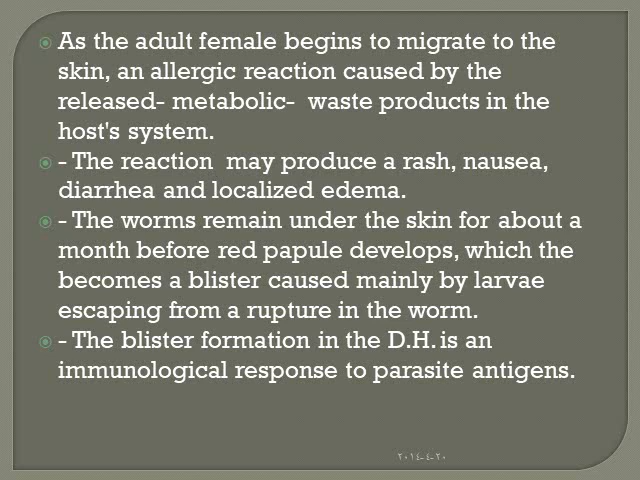 As the adult female begins to migrate to the
skin, an allergic reaction caused by the
released- metabolic-  waste products in the
host's system.
- The reaction  may produce a rash, nausea,
diarrhea and localized edema.
- The worms remain under the skin for about a
month before red papule develops, which the
becomes a blister caused mainly by larvae
escaping from a rupture in the worm.
- The blister formation in the D.H. is an
immunological response to parasite antigens.
٢٠١٤-٤-٢٠